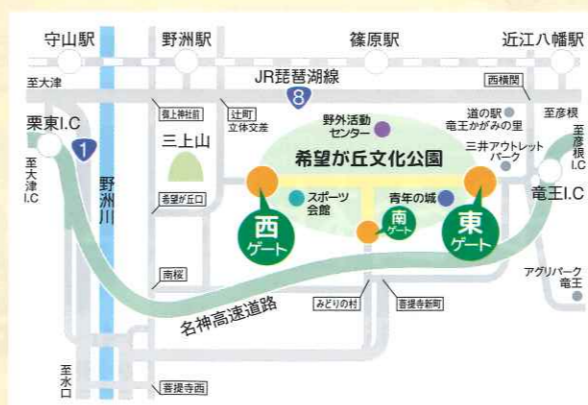 守山駅
野洲駅
篠原駅
近江八幡駅
JR琵琶湖線
至大津
8
西横関
至彦根
御上神社前
辻町
立体交差
野外活動
センター
道の駅
竜王かがみの里
栗東I.C
1
三上山
希望が丘文化公園
三井アウトレット
パーク
至彦根I.C
至大津I.C
野洲川
竜王I.C
希望が丘口
西
ゲート
スポーツ
会館
南
ゲート
青年の城
東
ゲート
南桜
名神高速道路
みどりの村
菩提寺新町
アグリパーク
竜王
至水口
菩提寺西